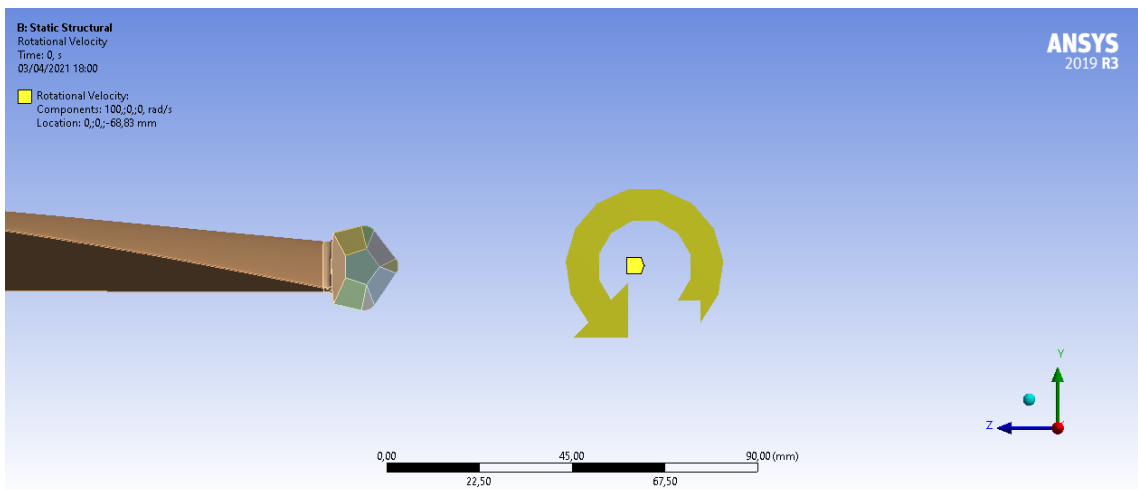 B: Static Structural
Rotational Velocity
Time: 0, s
03/04/2021 18:00
Rotational Velocity:
Components: 100,;0,;0, rad/s
Location: 0,;0,;-68,83 mm
ANSYS
2019 R3
Y
Z
0,00 45,00 90,00 (mm)
22,50 67,50